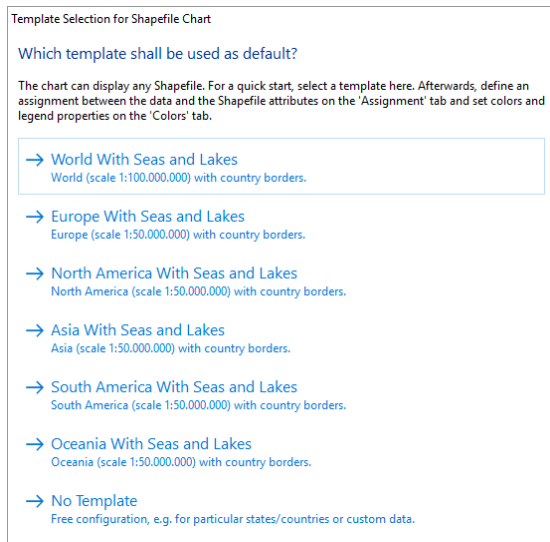 Template Selection for Shapefile Chart
Which template shall be used as default?
The chart can display any Shapefile. For a quick start, select a template here. Afterwards, define an
assignment between the data and the Shapefile attributes on the 'Assignment' tab and set colors and
legend properties on the 'Colors' tab.
World With Seas and Lakes
World (scale 1:100.000.000) with country borders.
Europe With Seas and Lakes
Europe (scale 1:50.000.000) with country borders.
North America With Seas and Lakes
North America (scale 1:50.000.000) with country borders.
Asia With Seas and Lakes
Asia (scale 1:50.000.000) with country borders.
South America With Seas and Lakes
South America (scale 1:50.000.000) with country borders.
Oceania With Seas and Lakes
Oceania (scale 1:50.000.000) with country borders.
No Template
Free configuration, e.g. for particular states/countries or custom data.